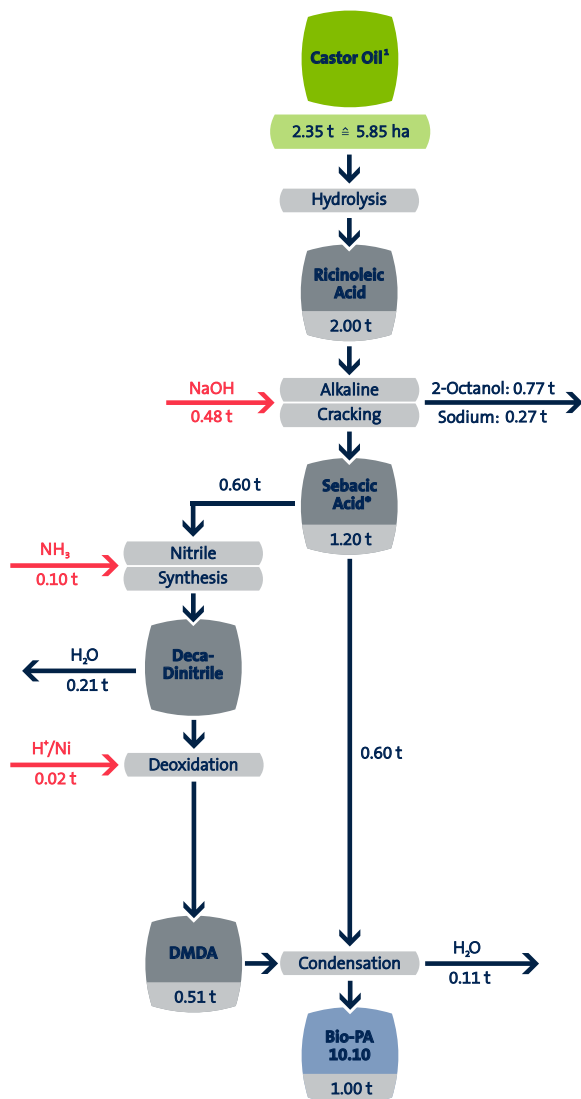 Castor Oil¹
2.35 t ≙ 5.85 ha
Hydrolysis
Ricinoleic
Acid
2.00 t
NaOH
0.48 t
Alkaline
Cracking
2-Octanol: 0.77 t
Sodium: 0.27 t
Sebacic
Acid*
1.20 t
0.60 t
NH₃
0.10 t
Nitrile
Synthesis
Deca-
Dinitrile
H₂O
0.21 t
H⁺/Ni
0.02 t
Deoxidation
0.60 t
DMDA
0.51 t
Condensation
H₂O
0.11 t
Bio-PA
10.10
1.00 t